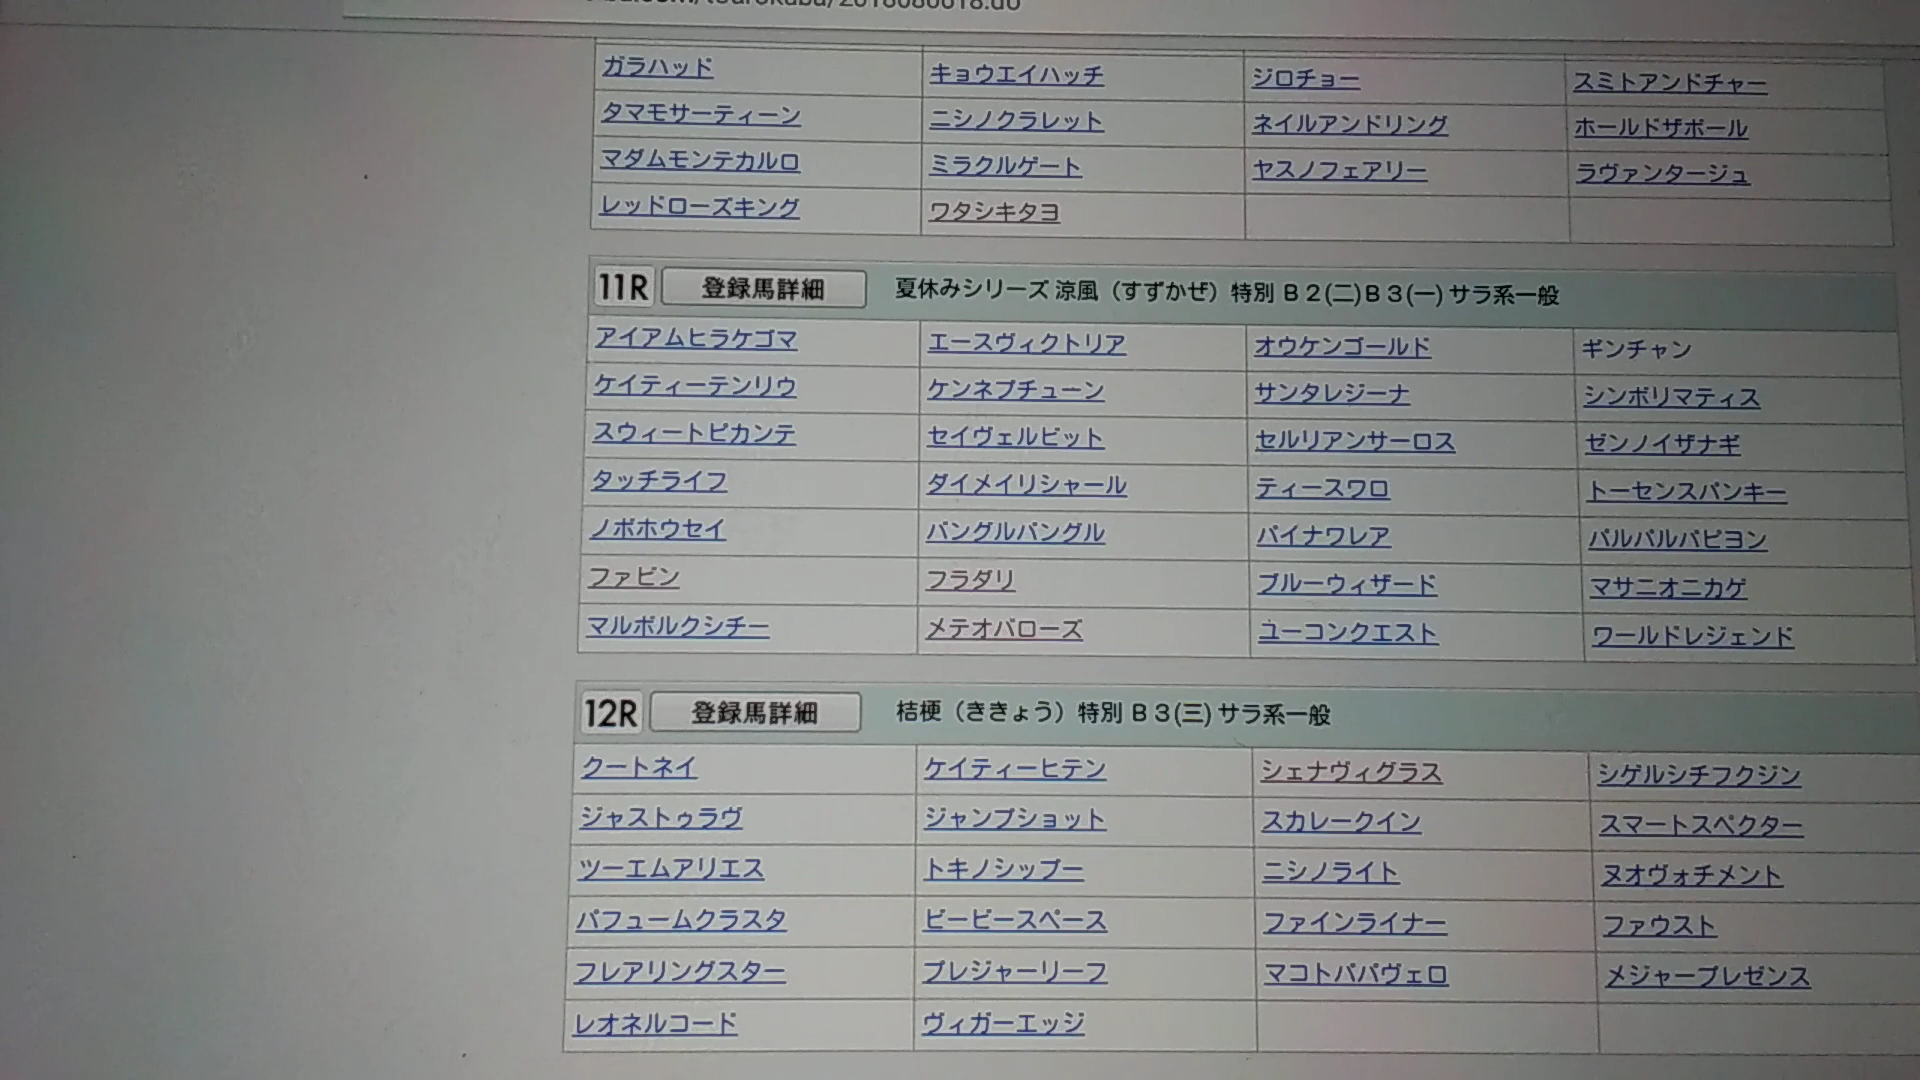 ガラハッド キョウエイハッチ ジロチョー スミトアンドチャー
タマモサーティーン ニシノクラレット ネイルアンドリング ホールドザボール
マダムモンテカルロ ミラクルゲート ヤスノフェアリー ラヴァンタージュ
レッドローズキング ワタシキタヨ
11R 登録馬詳細 夏休みシリーズ 涼風（すずかぜ）特別 Ｂ２(二)Ｂ３(一) サラ系一般
アイアムヒラケゴマ エースヴィクトリア オウケンゴールド ギンチャン
ケイティーテンリウ ケンネプチューン サンタレジーナ シンボリマティス
スウィートピカンテ セイヴェルビット セルリアンサーロス ゼンノイザナギ
タッチライフ ダイメイリシャール ティースワロ トーセンスパンキー
ノボホウセイ バングルバングル パイナワレア パルパルパピヨン
ファビン フラダリ ブルーウィザード マサニオニカゲ
マルボルクシチー メテオバローズ ユーコンクエスト ワールドレジェンド
12R 登録馬詳細 桔梗（ききょう）特別 Ｂ３(三) サラ系一般
クートネイ ケイティーヒテン シェナヴィグラス シゲルシチフクジン
ジャストゥラヴ ジャンプショット スカレークイン スマートスペクター
ツーエムアリエス トキノシップー ニシノライト ヌオヴォチメント
パフュームクラスタ ビービースペース ファインライナー ファウスト
フレアリングスター プレジャーリーフ マコトパパヴェロ メジャープレゼンス
レオネルコード ヴィガーエッジ